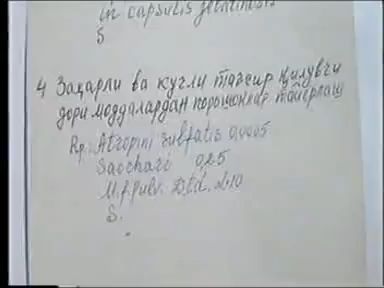 in capsulis gelatinosis
5
4 Заҳарли ва кучли таъсир қилувчи
дори моддалардан порошоклар тайёрлаш
Rp.: Atropini sulfatis 0,0005
Sacchari 0,25
M.f. pulv. D.t.d. №10
S.